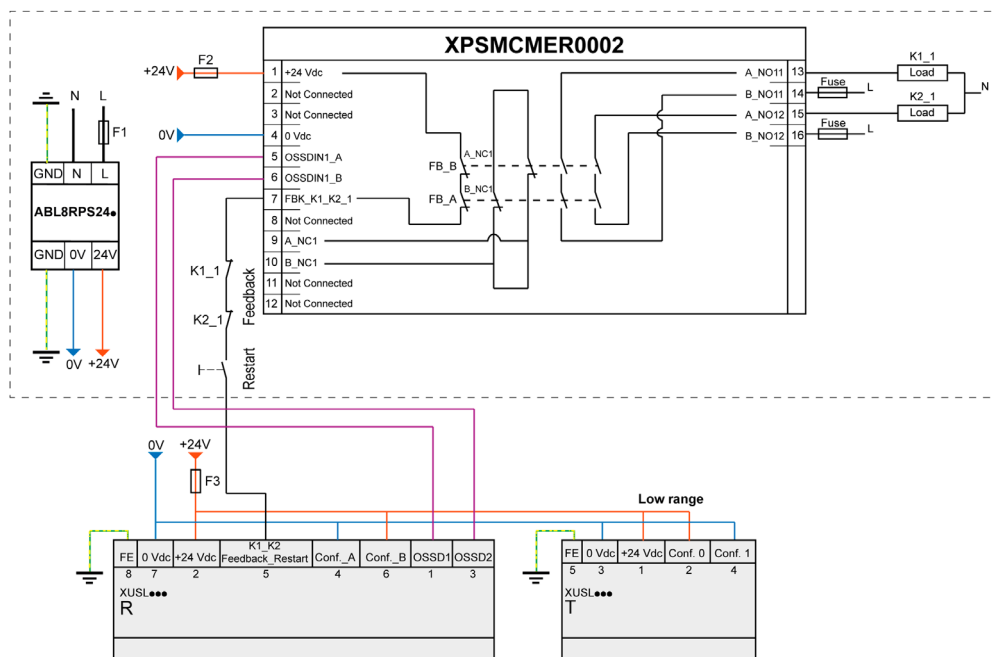 XPSMCMER0002
+24V
F2
1 +24 Vdc
2 Not Connected
3 Not Connected
0V
4 0 Vdc
5 OSSDIN1_A
6 OSSDIN1_B
7 FBK_K1_K2_1
8 Not Connected
9 A_NC1
10 B_NC1
11 Not Connected
12 Not Connected
A_NC1
FB_B
B_NC1
FB_A
A_NO11 13
B_NO11 14
A_NO12 15
B_NO12 16
K1_1
Load
Fuse
L
N
K2_1
Load
Fuse
L
N
L
F1
GND N L
ABL8RPS24●
GND 0V 24V
0V +24V
K1_1
K2_1
Feedback
Restart
0V +24V
F3
Low range
FE 0 Vdc +24 Vdc K1_K2 Feedback_Restart Conf._A Conf._B OSSD1 OSSD2
8 7 2 5 4 6 1 3
XUSL●●●
R
FE 0 Vdc +24 Vdc Conf. 0 Conf. 1
5 3 1 2 4
XUSL●●●
T